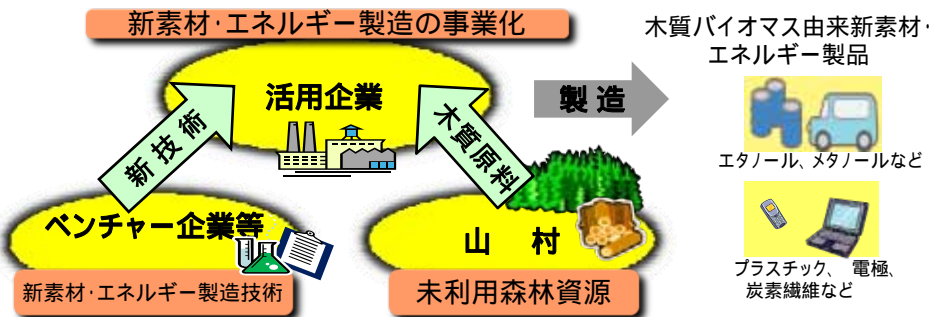 新素材・エネルギー製造の事業化
木質バイオマス由来新素材・
エネルギー製品
活用企業
製造
新技術
木質原料
エタノール、メタノールなど
ベンチャー企業等
山 村
新素材・エネルギー製造技術
未利用森林資源
プラスチック、 電極、
炭素繊維など